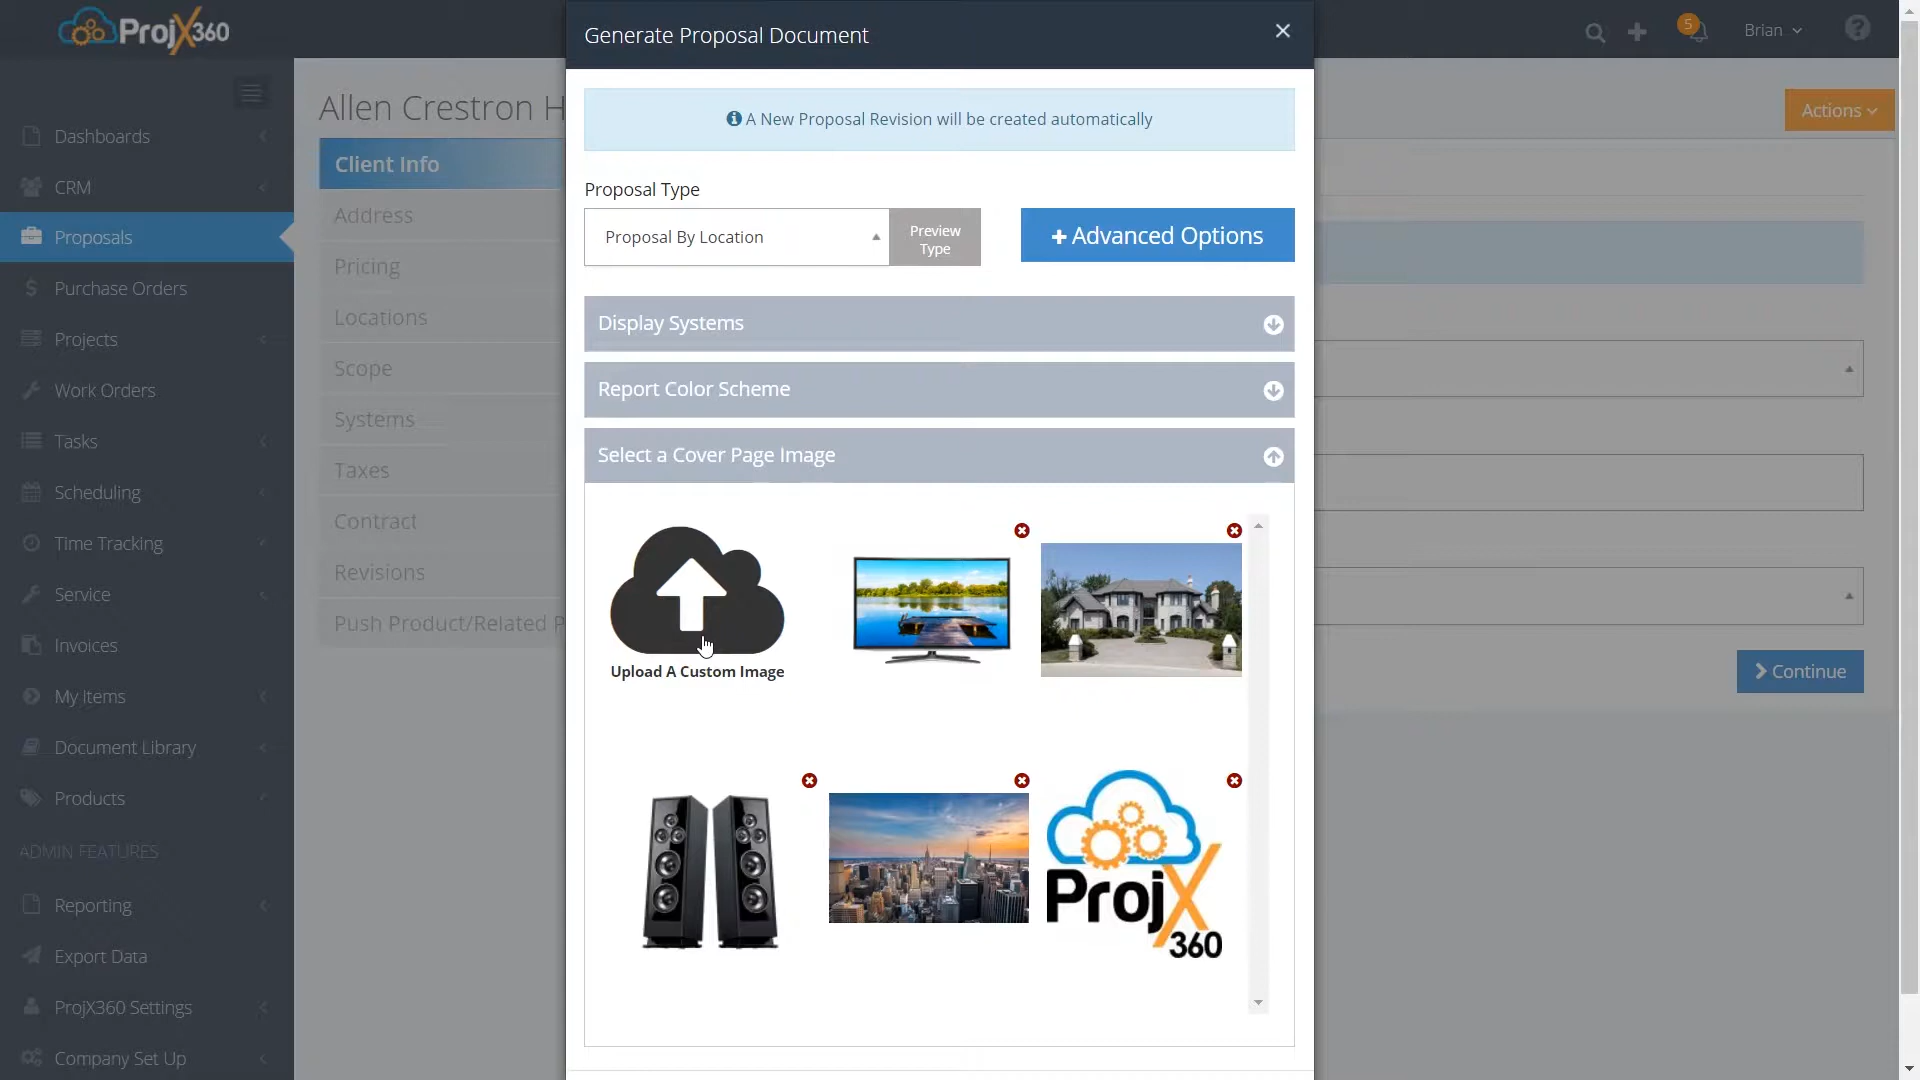 ProjX360
Generate Proposal Document
5
Brian
Allen Crestron H
Actions
Dashboards
CRM
Proposals
Purchase Orders
Projects
Work Orders
Tasks
Scheduling
Time Tracking
Service
Invoices
My Items
Document Library
Products
ADMIN FEATURES
Reporting
Export Data
ProjX360 Settings
Company Set Up
Client Info
Address
Pricing
Locations
Scope
Systems
Taxes
Contract
Revisions
Push Product/Related P
A New Proposal Revision will be created automatically
Proposal Type
Proposal By Location
Preview
Type
+ Advanced Options
Display Systems
Report Color Scheme
Select a Cover Page Image
Upload A Custom Image
ProjX
360
Continue